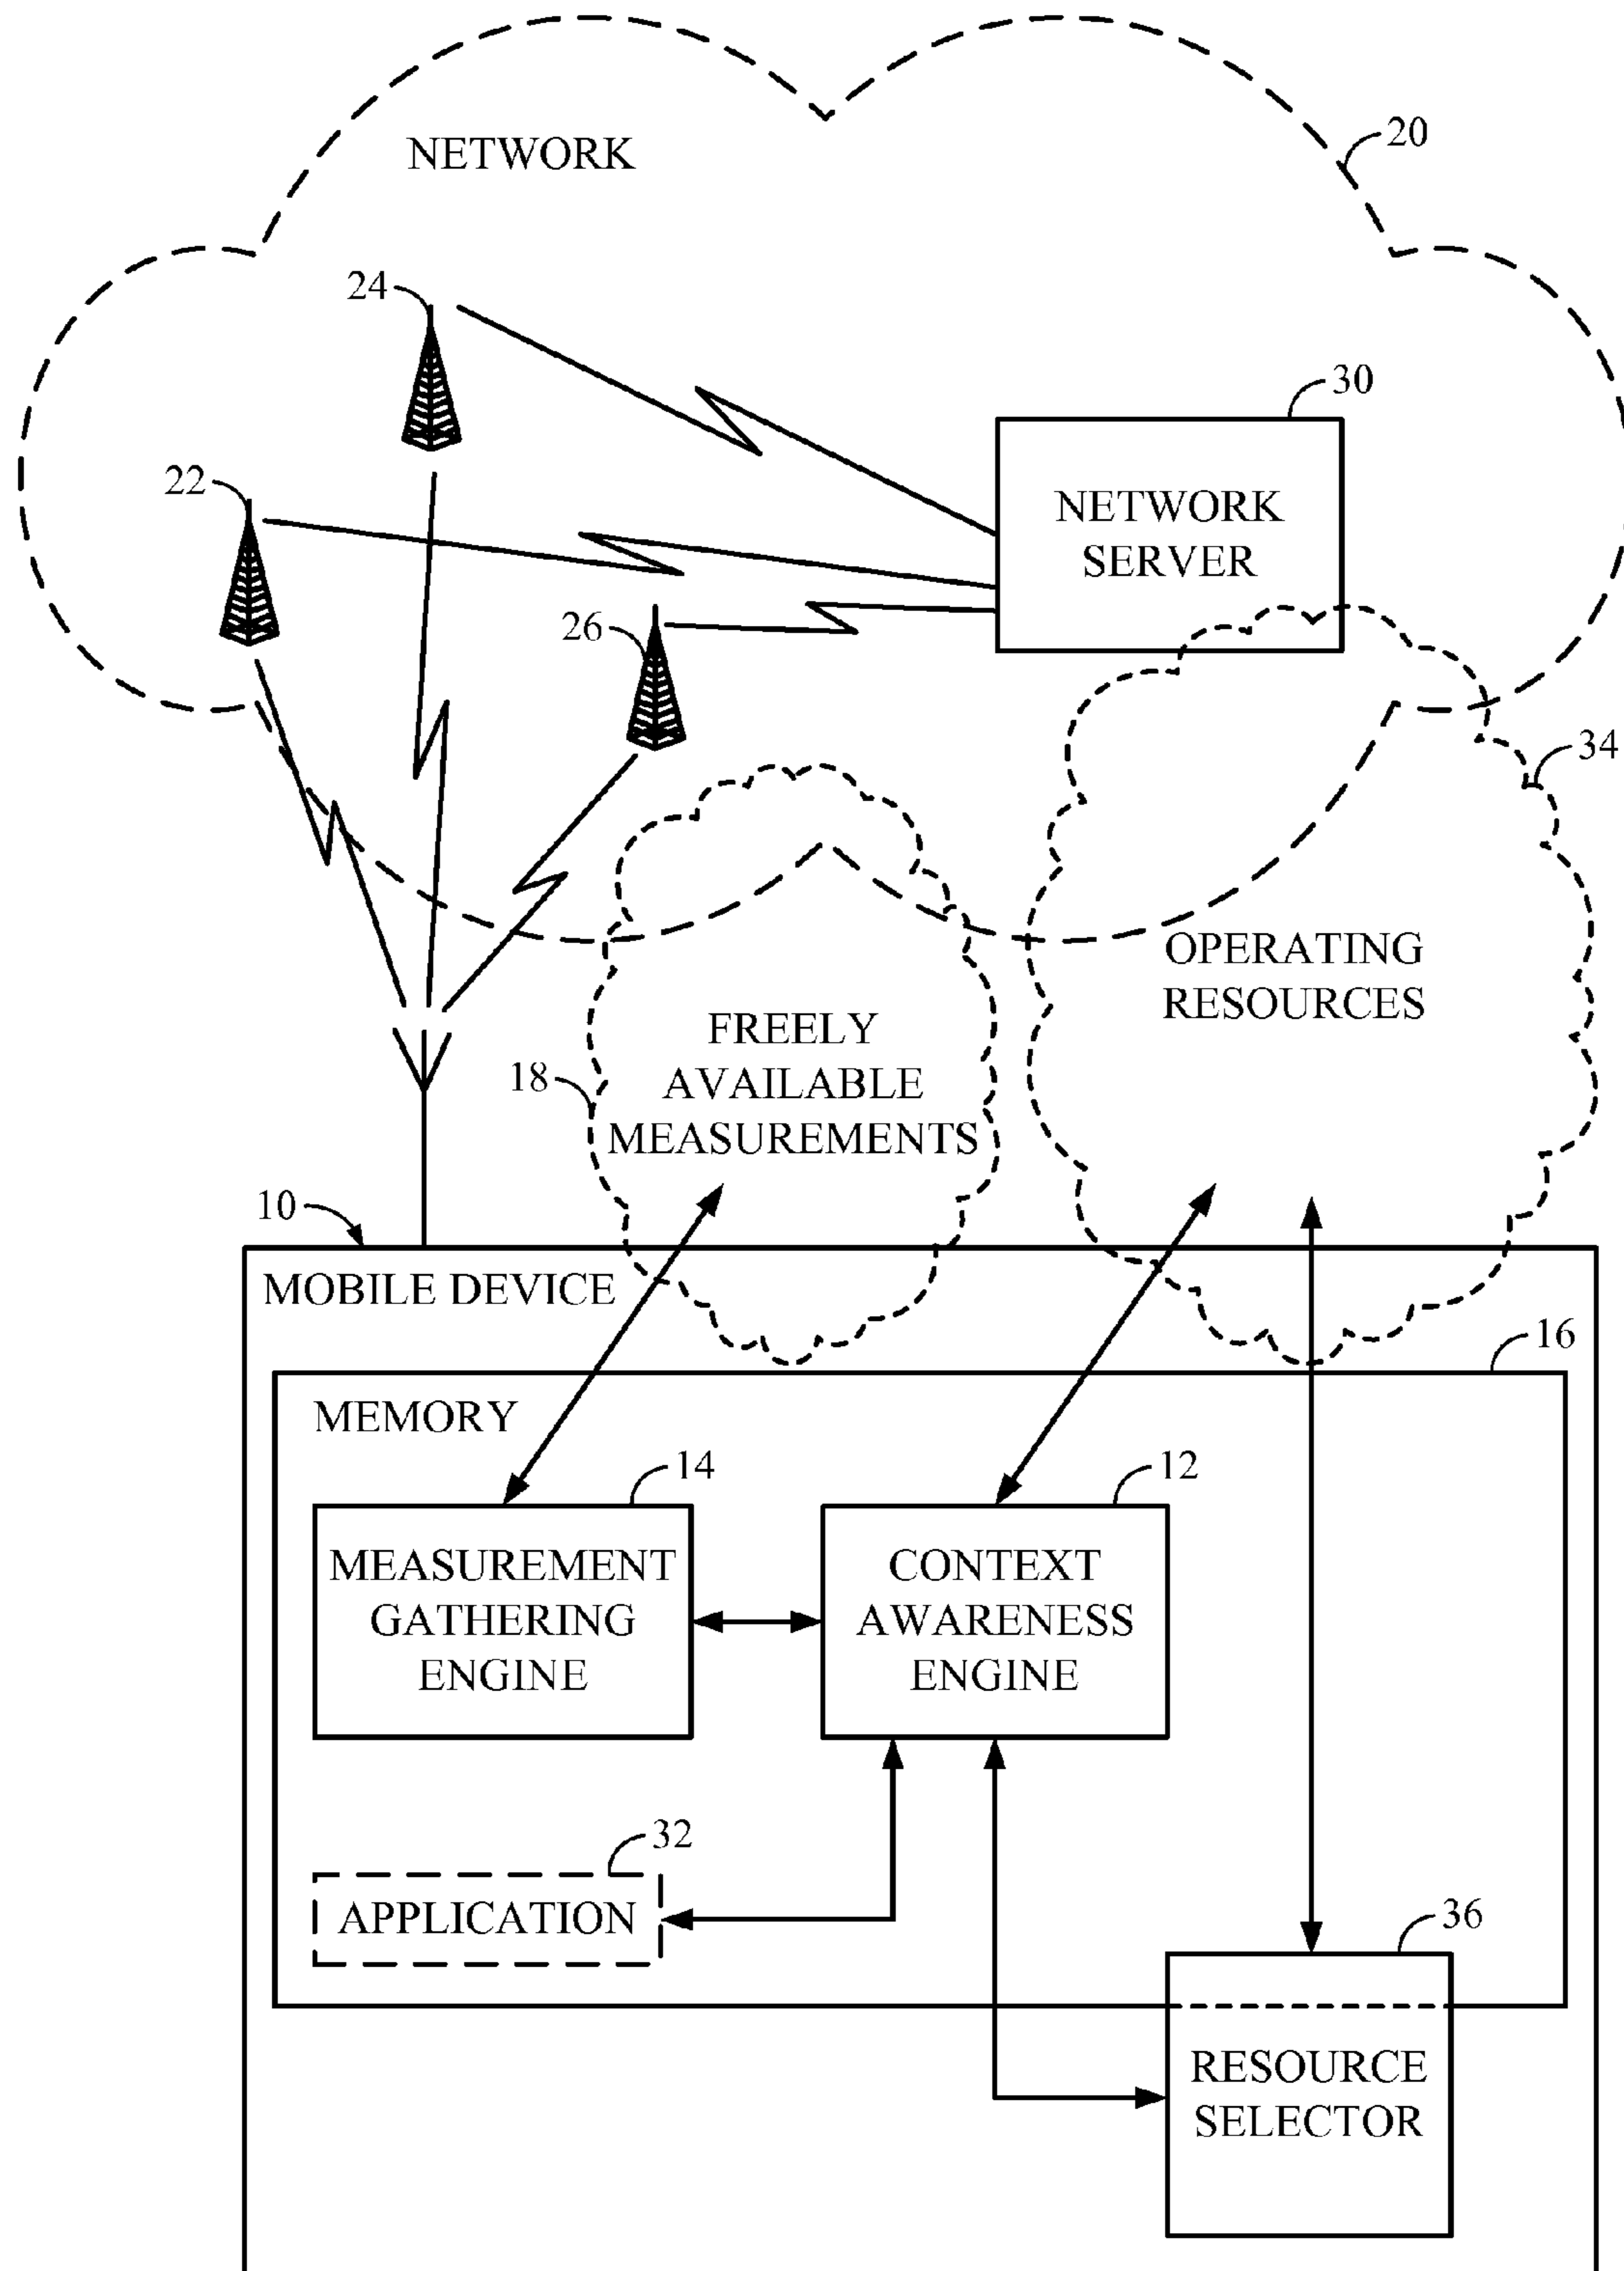 NETWORK
20
24
30
22
NETWORK
SERVER
26
34
OPERATING
RESOURCES
FREELY
AVAILABLE
MEASUREMENTS
18
10
MOBILE DEVICE
16
MEMORY
14
12
MEASUREMENT
GATHERING
ENGINE
CONTEXT
AWARENESS
ENGINE
32
APPLICATION
36
RESOURCE
SELECTOR